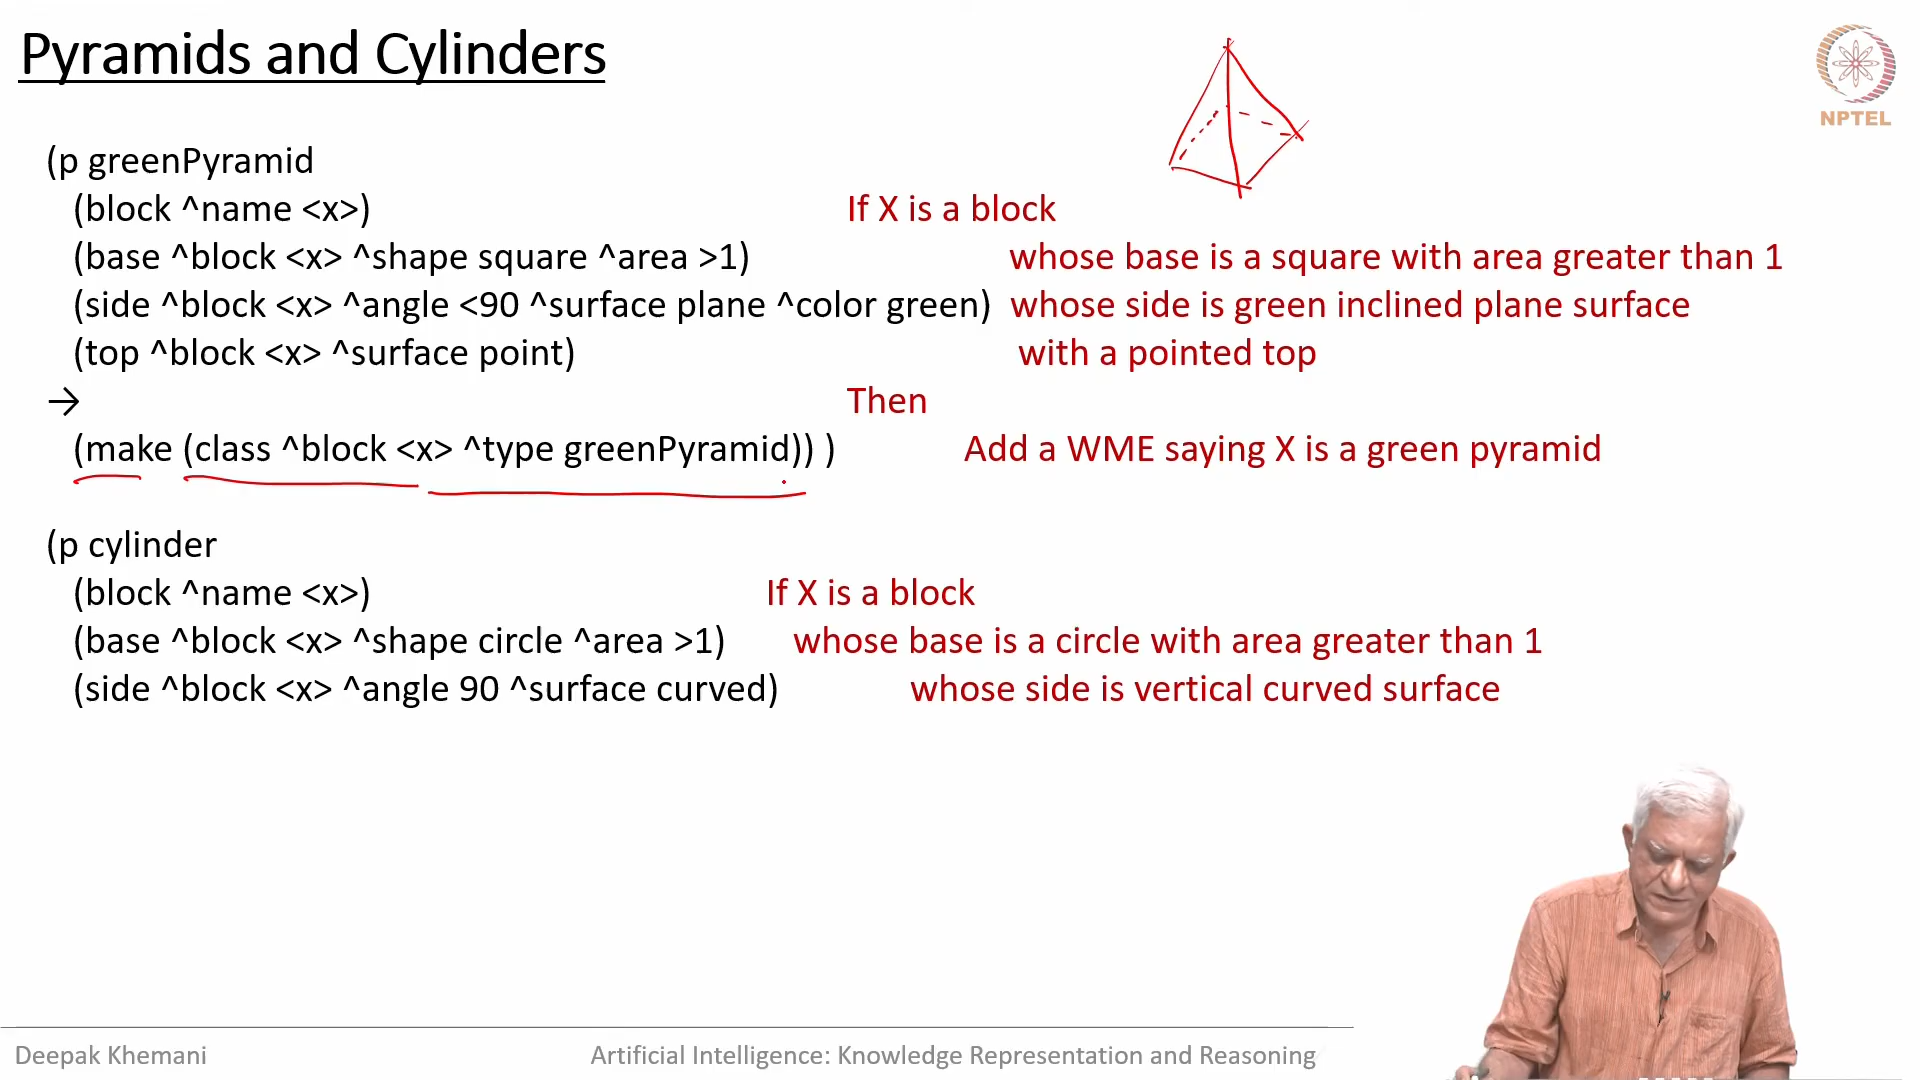 Pyramids and Cylinders
NPTEL
(p greenPyramid
(block ^name <x>) If X is a block
(base ^block <x> ^shape square ^area >1) whose base is a square with area greater than 1
(side ^block <x> ^angle <90 ^surface plane ^color green) whose side is green inclined plane surface
(top ^block <x> ^surface point) with a pointed top
→ Then
(make (class ^block <x> ^type greenPyramid)) ) Add a WME saying X is a green pyramid
(p cylinder
(block ^name <x>) If X is a block
(base ^block <x> ^shape circle ^area >1) whose base is a circle with area greater than 1
(side ^block <x> ^angle 90 ^surface curved) whose side is vertical curved surface
Deepak Khemani Artificial Intelligence: Knowledge Representation and Reasoning